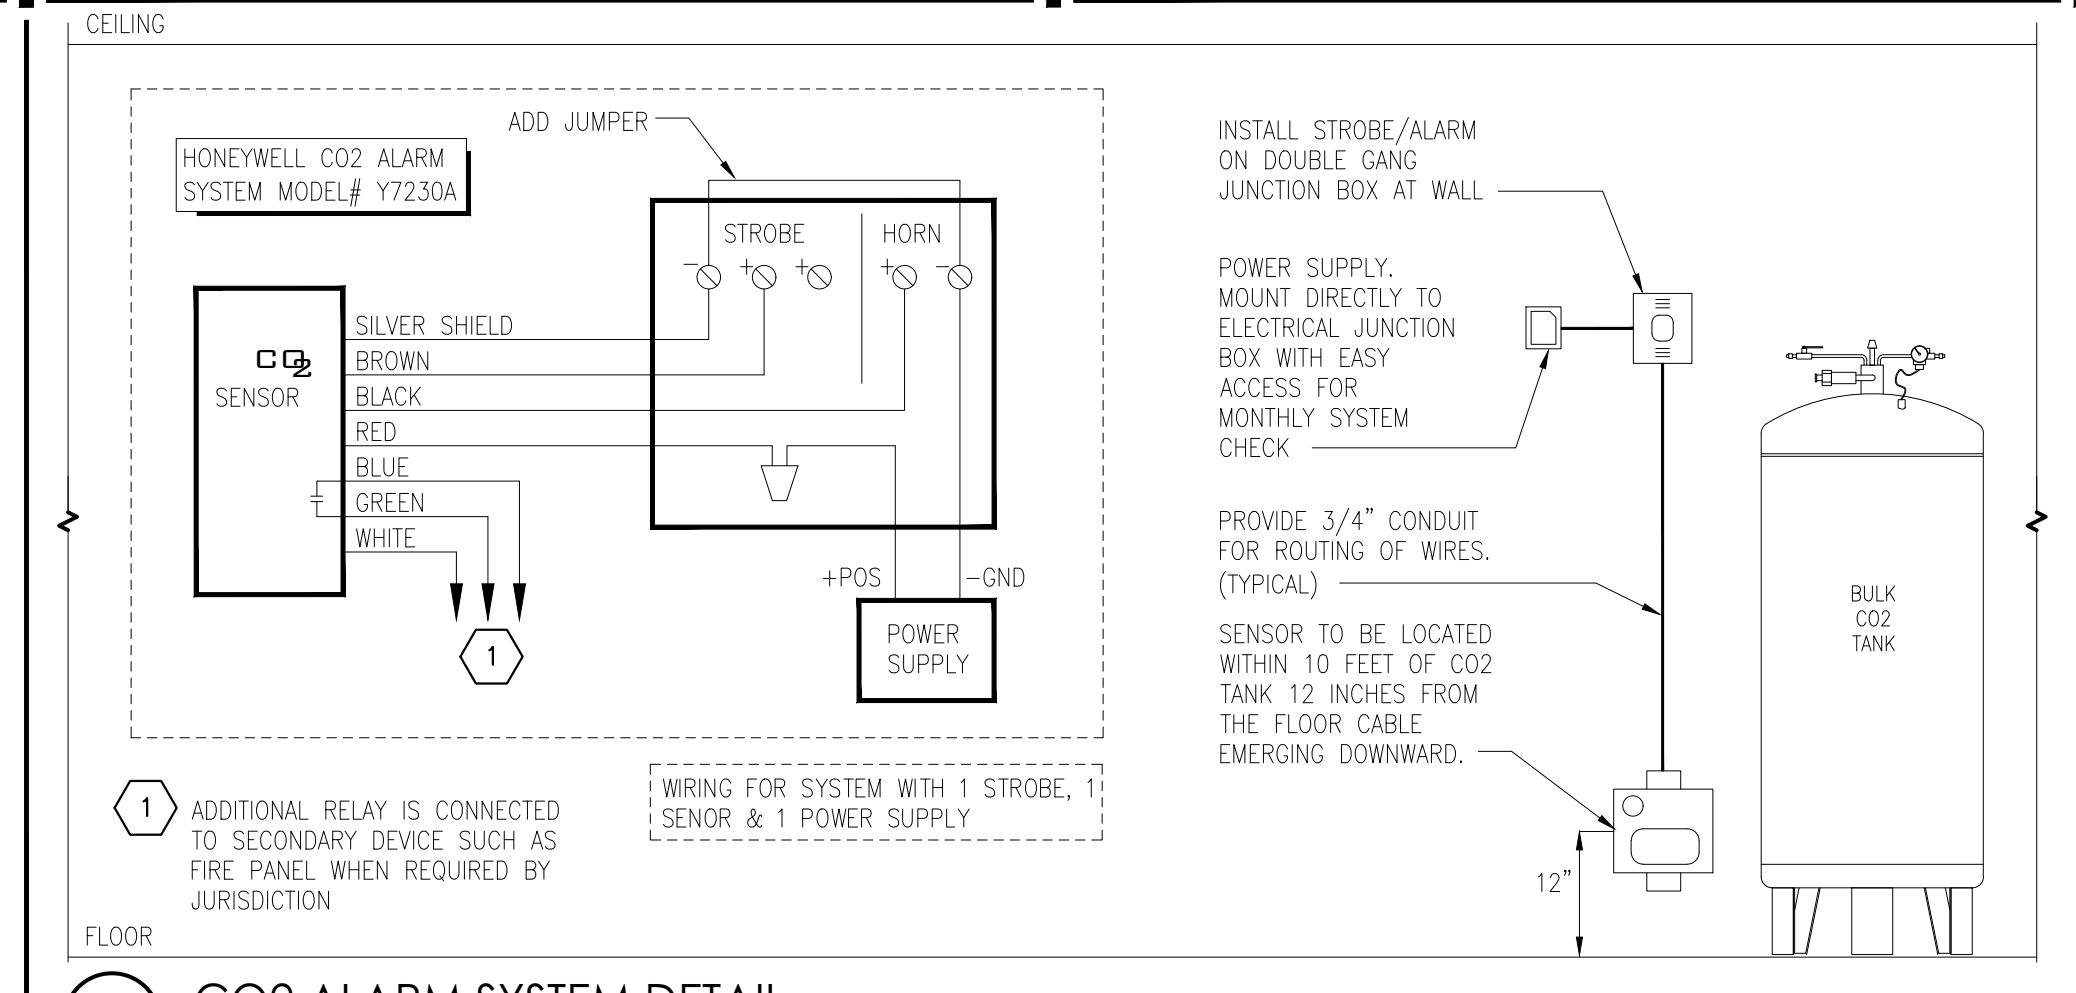 CEILING
ADD JUMPER
HONEYWELL CO2 ALARM
SYSTEM MODEL# Y7230A
STROBE
HORN
- + + + -
CO2
SENSOR
SILVER SHIELD
BROWN
BLACK
RED
BLUE
GREEN
WHITE
1
+POS
-GND
POWER
SUPPLY
1
ADDITIONAL RELAY IS CONNECTED
TO SECONDARY DEVICE SUCH AS
FIRE PANEL WHEN REQUIRED BY
JURISDICTION
WIRING FOR SYSTEM WITH 1 STROBE, 1
SENOR & 1 POWER SUPPLY
INSTALL STROBE/ALARM
ON DOUBLE GANG
JUNCTION BOX AT WALL
POWER SUPPLY.
MOUNT DIRECTLY TO
ELECTRICAL JUNCTION
BOX WITH EASY
ACCESS FOR
MONTHLY SYSTEM
CHECK
PROVIDE 3/4" CONDUIT
FOR ROUTING OF WIRES.
(TYPICAL)
SENSOR TO BE LOCATED
WITHIN 10 FEET OF CO2
TANK 12 INCHES FROM
THE FLOOR CABLE
EMERGING DOWNWARD.
12"
BULK
CO2
TANK
FLOOR
CO2 ALARM SYSTEM DETAIL